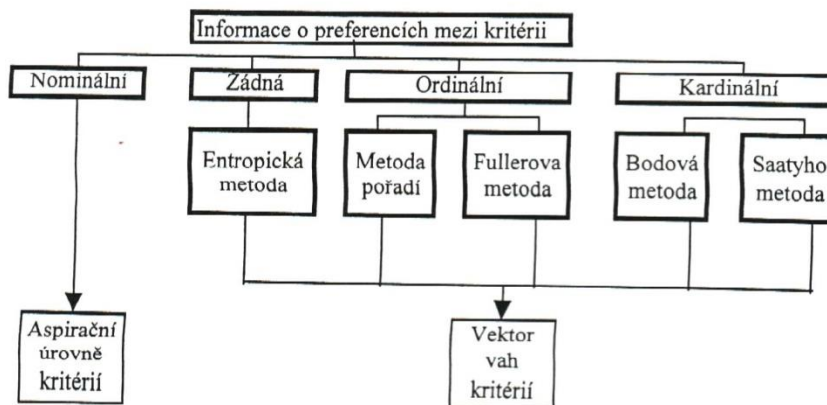 Informace o preferencích mezi kritérii
Nominální
Žádná
Ordinální
Kardinální
Entropická
metoda
Metoda
pořadí
Fullerova
metoda
Bodová
metoda
Saatyho
metoda
Aspirační
úrovně
kritérií
Vektor
vah
kritérií